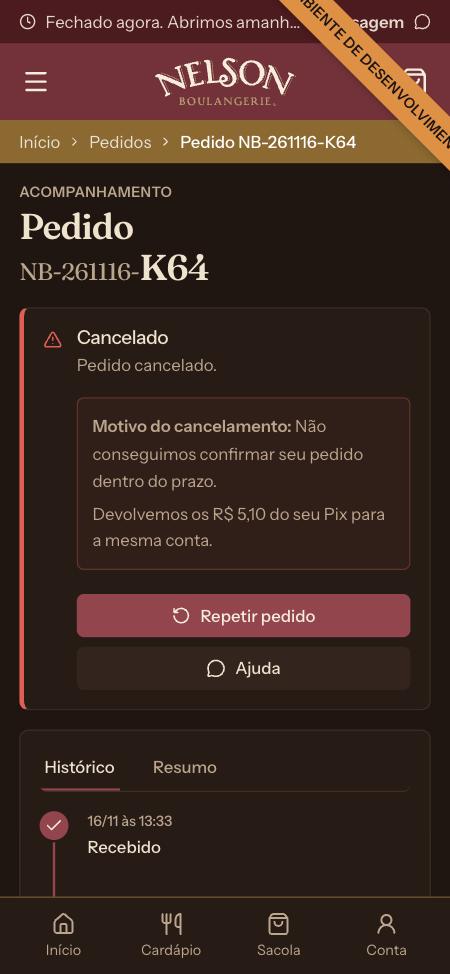 Fechado agora. Abrimos amanh...
sagem
BIENTE DE DESENVOLVIMEN
NELSON
BOULANGERIE.
Início > Pedidos > Pedido NB-261116-K64
ACOMPANHAMENTO
Pedido
NB-261116-K64
Cancelado
Pedido cancelado.
Motivo do cancelamento: Não
conseguimos confirmar seu pedido
dentro do prazo.
Devolvemos os R$ 5,10 do seu Pix para
a mesma conta.
Repetir pedido
Ajuda
Histórico Resumo
16/11 às 13:33
Recebido
Início Cardápio Sacola Conta